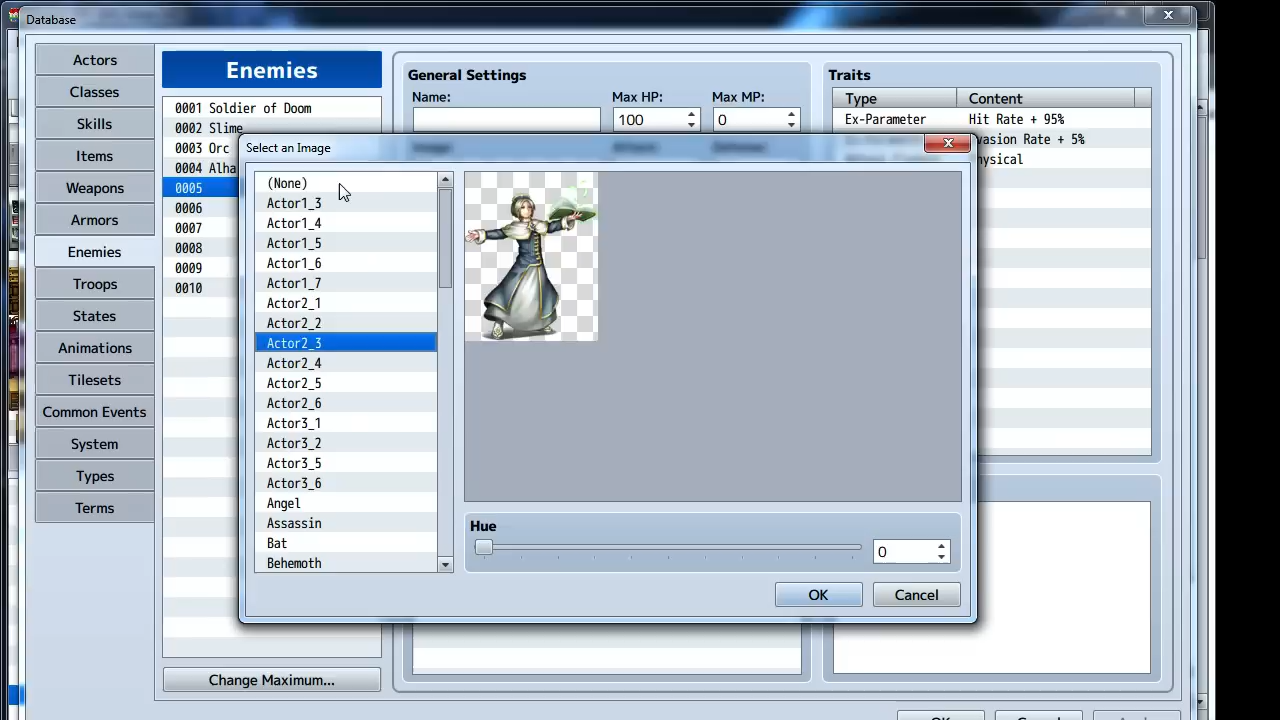 Database
Actors
Classes
Skills
Items
Weapons
Armors
Enemies
Troops
States
Animations
Tilesets
Common Events
System
Types
Terms
Enemies
0001 Soldier of Doom
0002 Slime
0003 Orc
0004 Alha
0005
0006
0007
0008
0009
0010
Change Maximum...
General Settings
Name:
Max HP:
Max MP:
100
0
Traits
Type
Content
Ex-Parameter
Hit Rate + 95%
vasion Rate + 5%
ysical
Select an Image
(None)
Actor1_3
Actor1_4
Actor1_5
Actor1_6
Actor1_7
Actor2_1
Actor2_2
Actor2_3
Actor2_4
Actor2_5
Actor2_6
Actor3_1
Actor3_2
Actor3_5
Actor3_6
Angel
Assassin
Bat
Behemoth
Hue
0
OK
Cancel